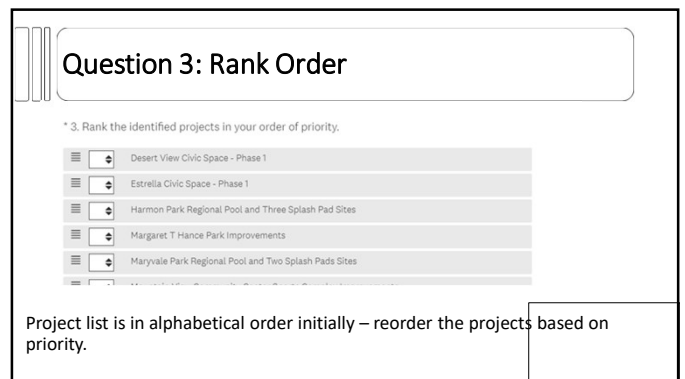 Question 3: Rank Order
* 3. Rank the identified projects in your order of priority.
Desert View Civic Space - Phase 1
Estrella Civic Space - Phase 1
Harmon Park Regional Pool and Three Splash Pad Sites
Margaret T Hance Park Improvements
Maryvale Park Regional Pool and Two Splash Pads Sites
Project list is in alphabetical order initially – reorder the projects based on
priority.